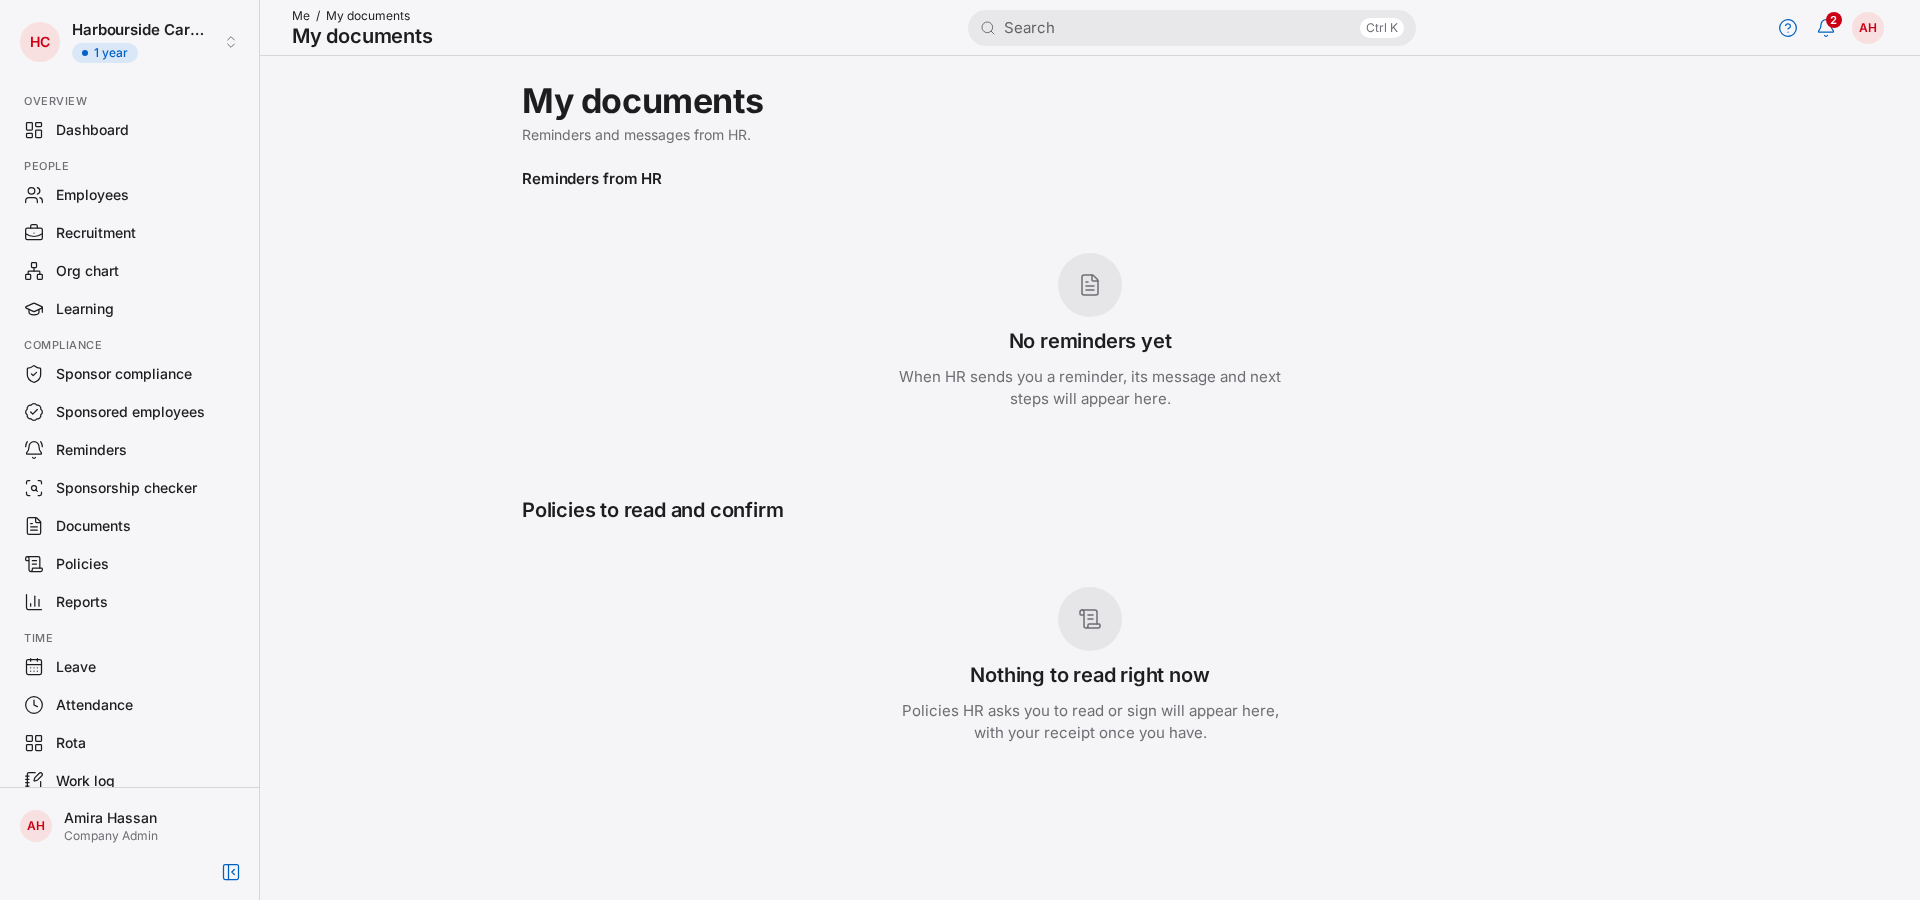 HC
Harbourside Car...
1 year
OVERVIEW
Dashboard
PEOPLE
Employees
Recruitment
Org chart
Learning
COMPLIANCE
Sponsor compliance
Sponsored employees
Reminders
Sponsorship checker
Documents
Policies
Reports
TIME
Leave
Attendance
Rota
Work log
AH
Amira Hassan
Company Admin
Me / My documents
My documents
Search
Ctrl K
2
AH
My documents
Reminders and messages from HR.
Reminders from HR
No reminders yet
When HR sends you a reminder, its message and next
steps will appear here.
Policies to read and confirm
Nothing to read right now
Policies HR asks you to read or sign will appear here,
with your receipt once you have.